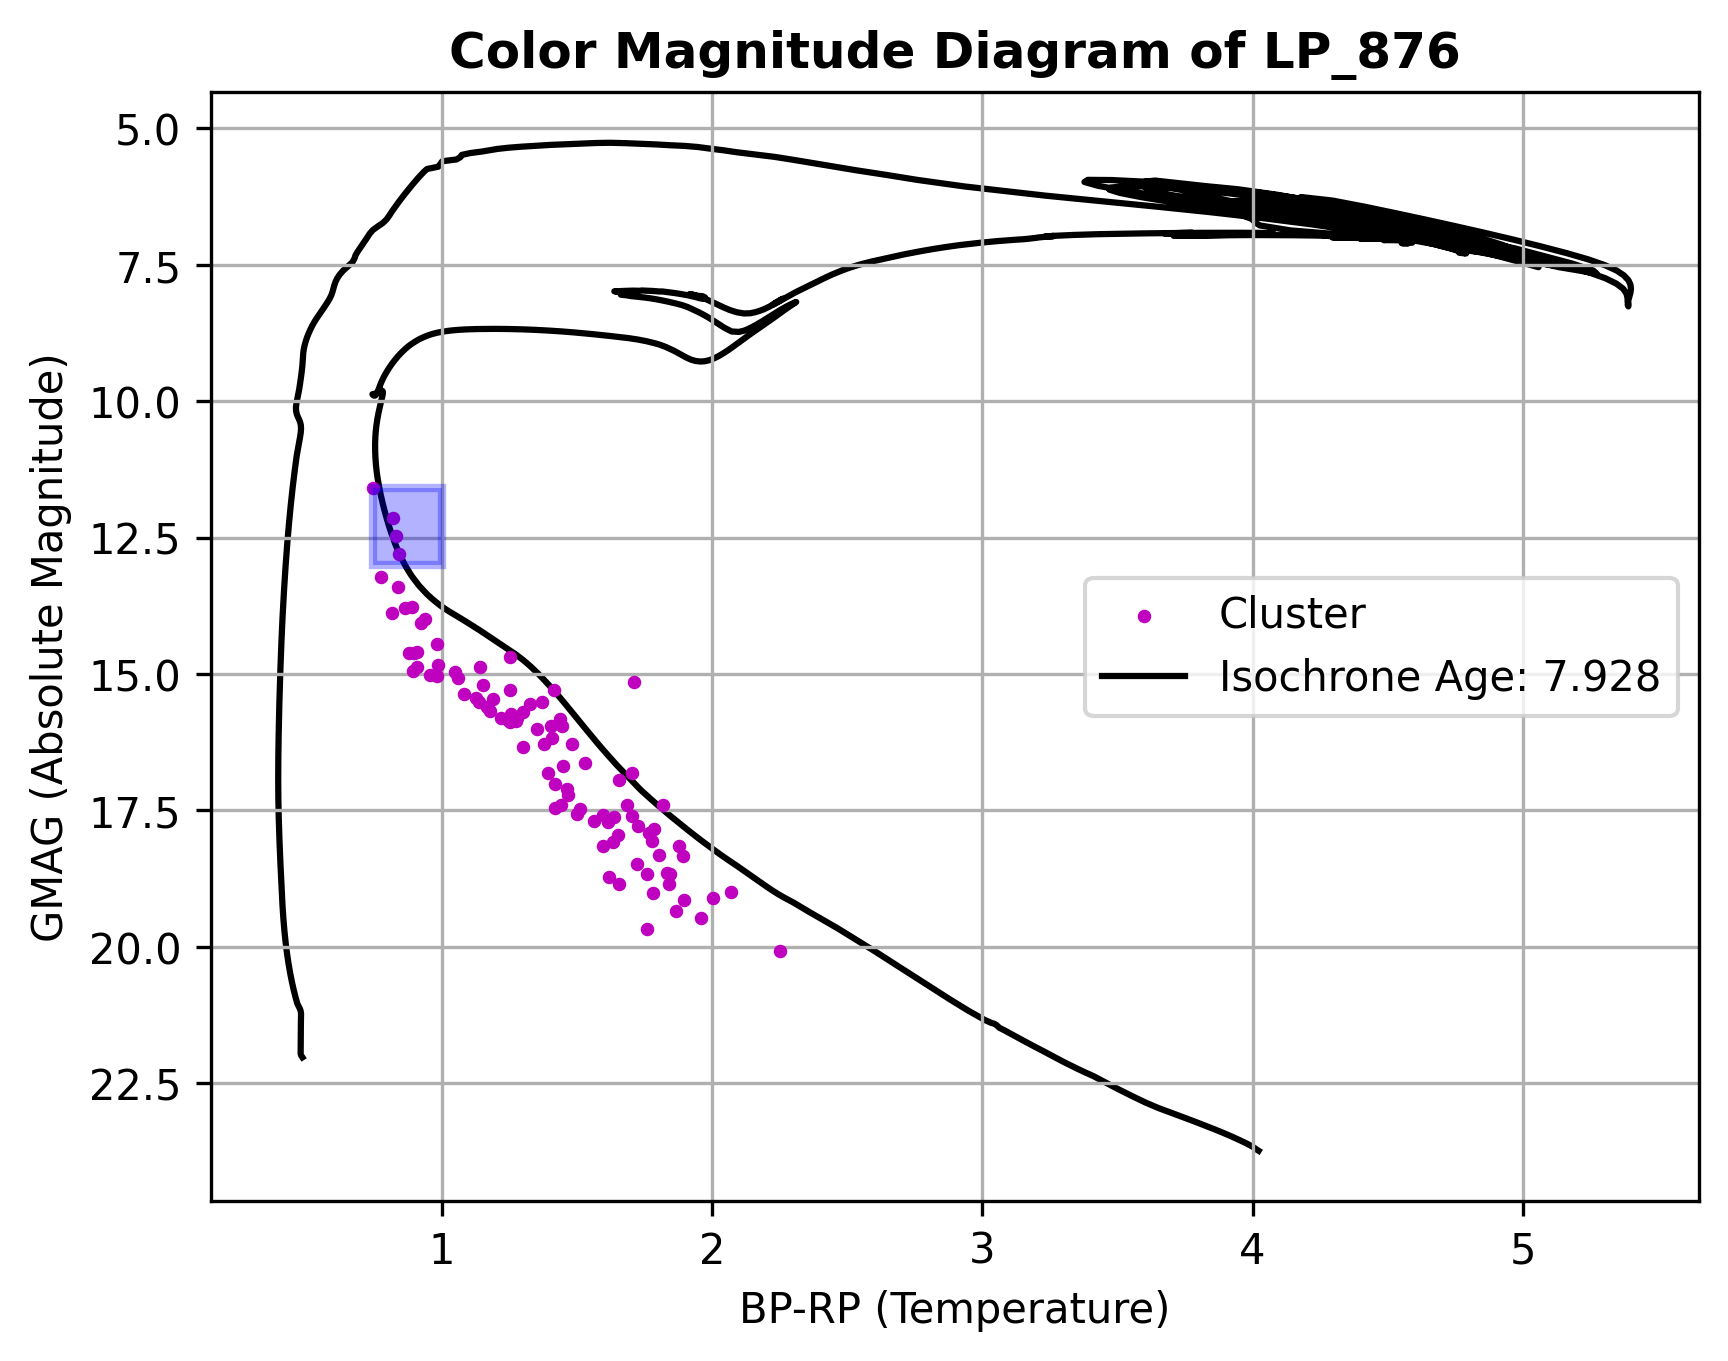 Color Magnitude Diagram of LP_876
5.0
7.5
10.0
12.5
15.0
17.5
20.0
22.5
GMAG (Absolute Magnitude)
Cluster
Isochrone Age: 7.928
1 2 3 4 5
BP-RP (Temperature)